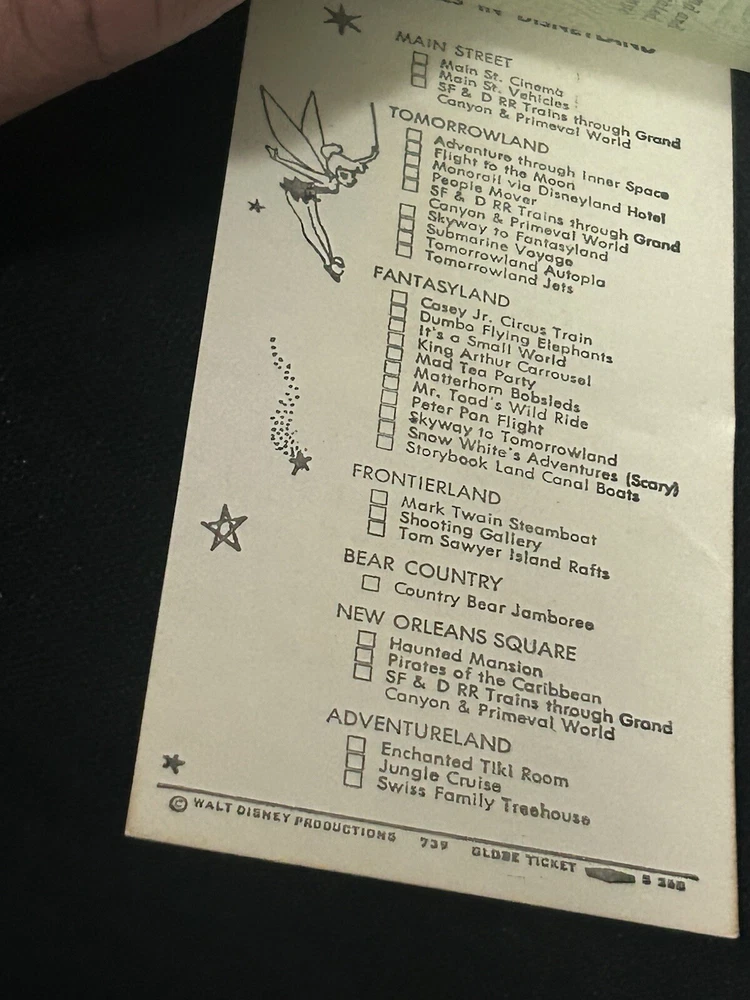 IN DISNEYLAND
MAIN STREET
Main St. Cinema
Main St. Vehicles
SF & D RR Trains through Grand
Canyon & Primeval World
TOMORROWLAND
Adventure through Inner Space
Flight to the Moon
Monorail via Disneyland Hotel
People Mover
SF & D RR Trains through Grand
Canyon & Primeval World
Skyway to Fantasyland
Submarine Voyage
Tomorrowland Autopia
Tomorrowland Jets
FANTASYLAND
Casey Jr. Circus Train
Dumbo Flying Elephants
It's a Small World
King Arthur Carrousel
Mad Tea Party
Matterhorn Bobsleds
Mr. Toad's Wild Ride
Peter Pan Flight
Skyway to Tomorrowland
Snow White's Adventures (Scary)
Storybook Land Canal Boats
FRONTIERLAND
Mark Twain Steamboat
Shooting Gallery
Tom Sawyer Island Rafts
BEAR COUNTRY
Country Bear Jamboree
NEW ORLEANS SQUARE
Haunted Mansion
Pirates of the Caribbean
SF & D RR Trains through Grand
Canyon & Primeval World
ADVENTURELAND
Enchanted Tiki Room
Jungle Cruise
Swiss Family Treehouse
© WALT DISNEY PRODUCTIONS 739 GLOBE TICKET